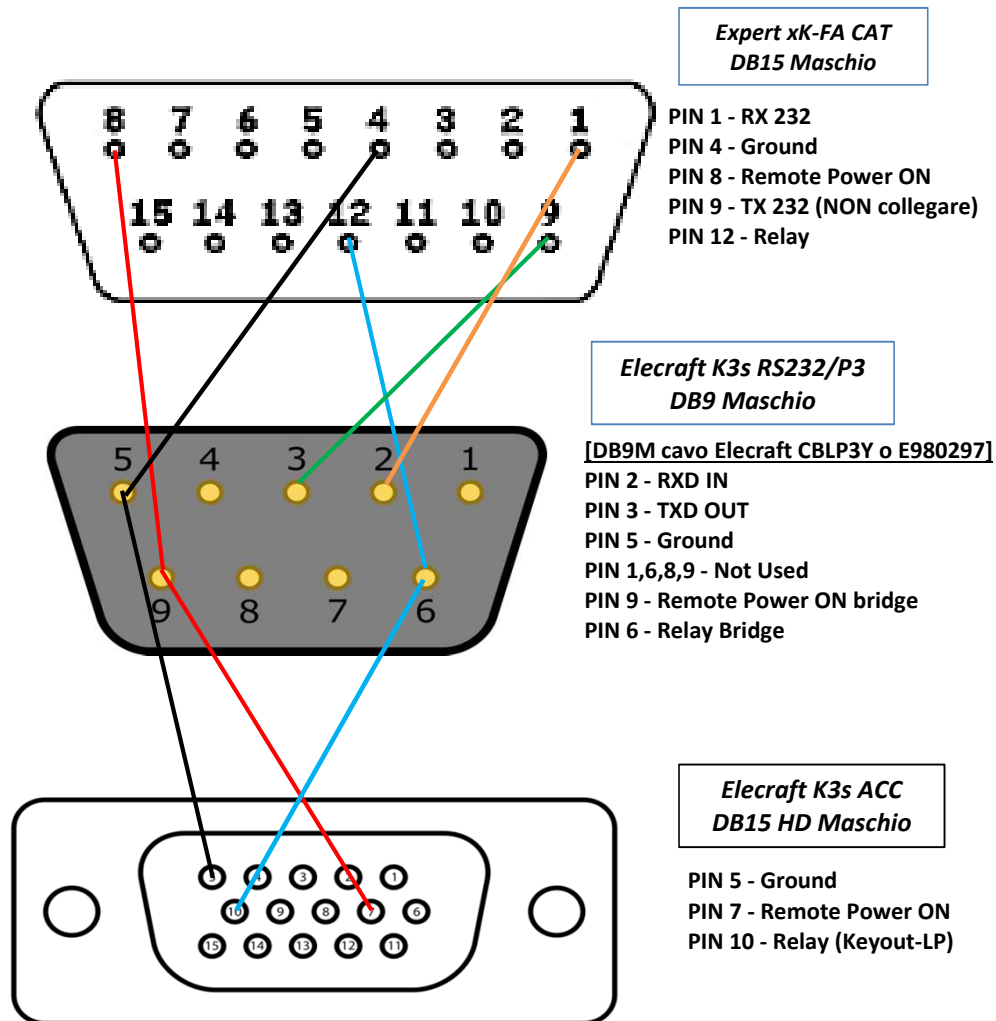 Expert xK-FA CAT
DB15 Maschio
8 7 6 5 4 3 2 1
15 14 13 12 11 10 9
PIN 1 - RX 232
PIN 4 - Ground
PIN 8 - Remote Power ON
PIN 9 - TX 232 (NON collegare)
PIN 12 - Relay
Elecraft K3s RS232/P3
DB9 Maschio
5 4 3 2 1
9 8 7 6
[DB9M cavo Elecraft CBLP3Y o E980297]
PIN 2 - RXD IN
PIN 3 - TXD OUT
PIN 5 - Ground
PIN 1,6,8,9 - Not Used
PIN 9 - Remote Power ON bridge
PIN 6 - Relay Bridge
Elecraft K3s ACC
DB15 HD Maschio
5 4 3 2 1
10 9 8 7 6
15 14 13 12 11
PIN 5 - Ground
PIN 7 - Remote Power ON
PIN 10 - Relay (Keyout-LP)